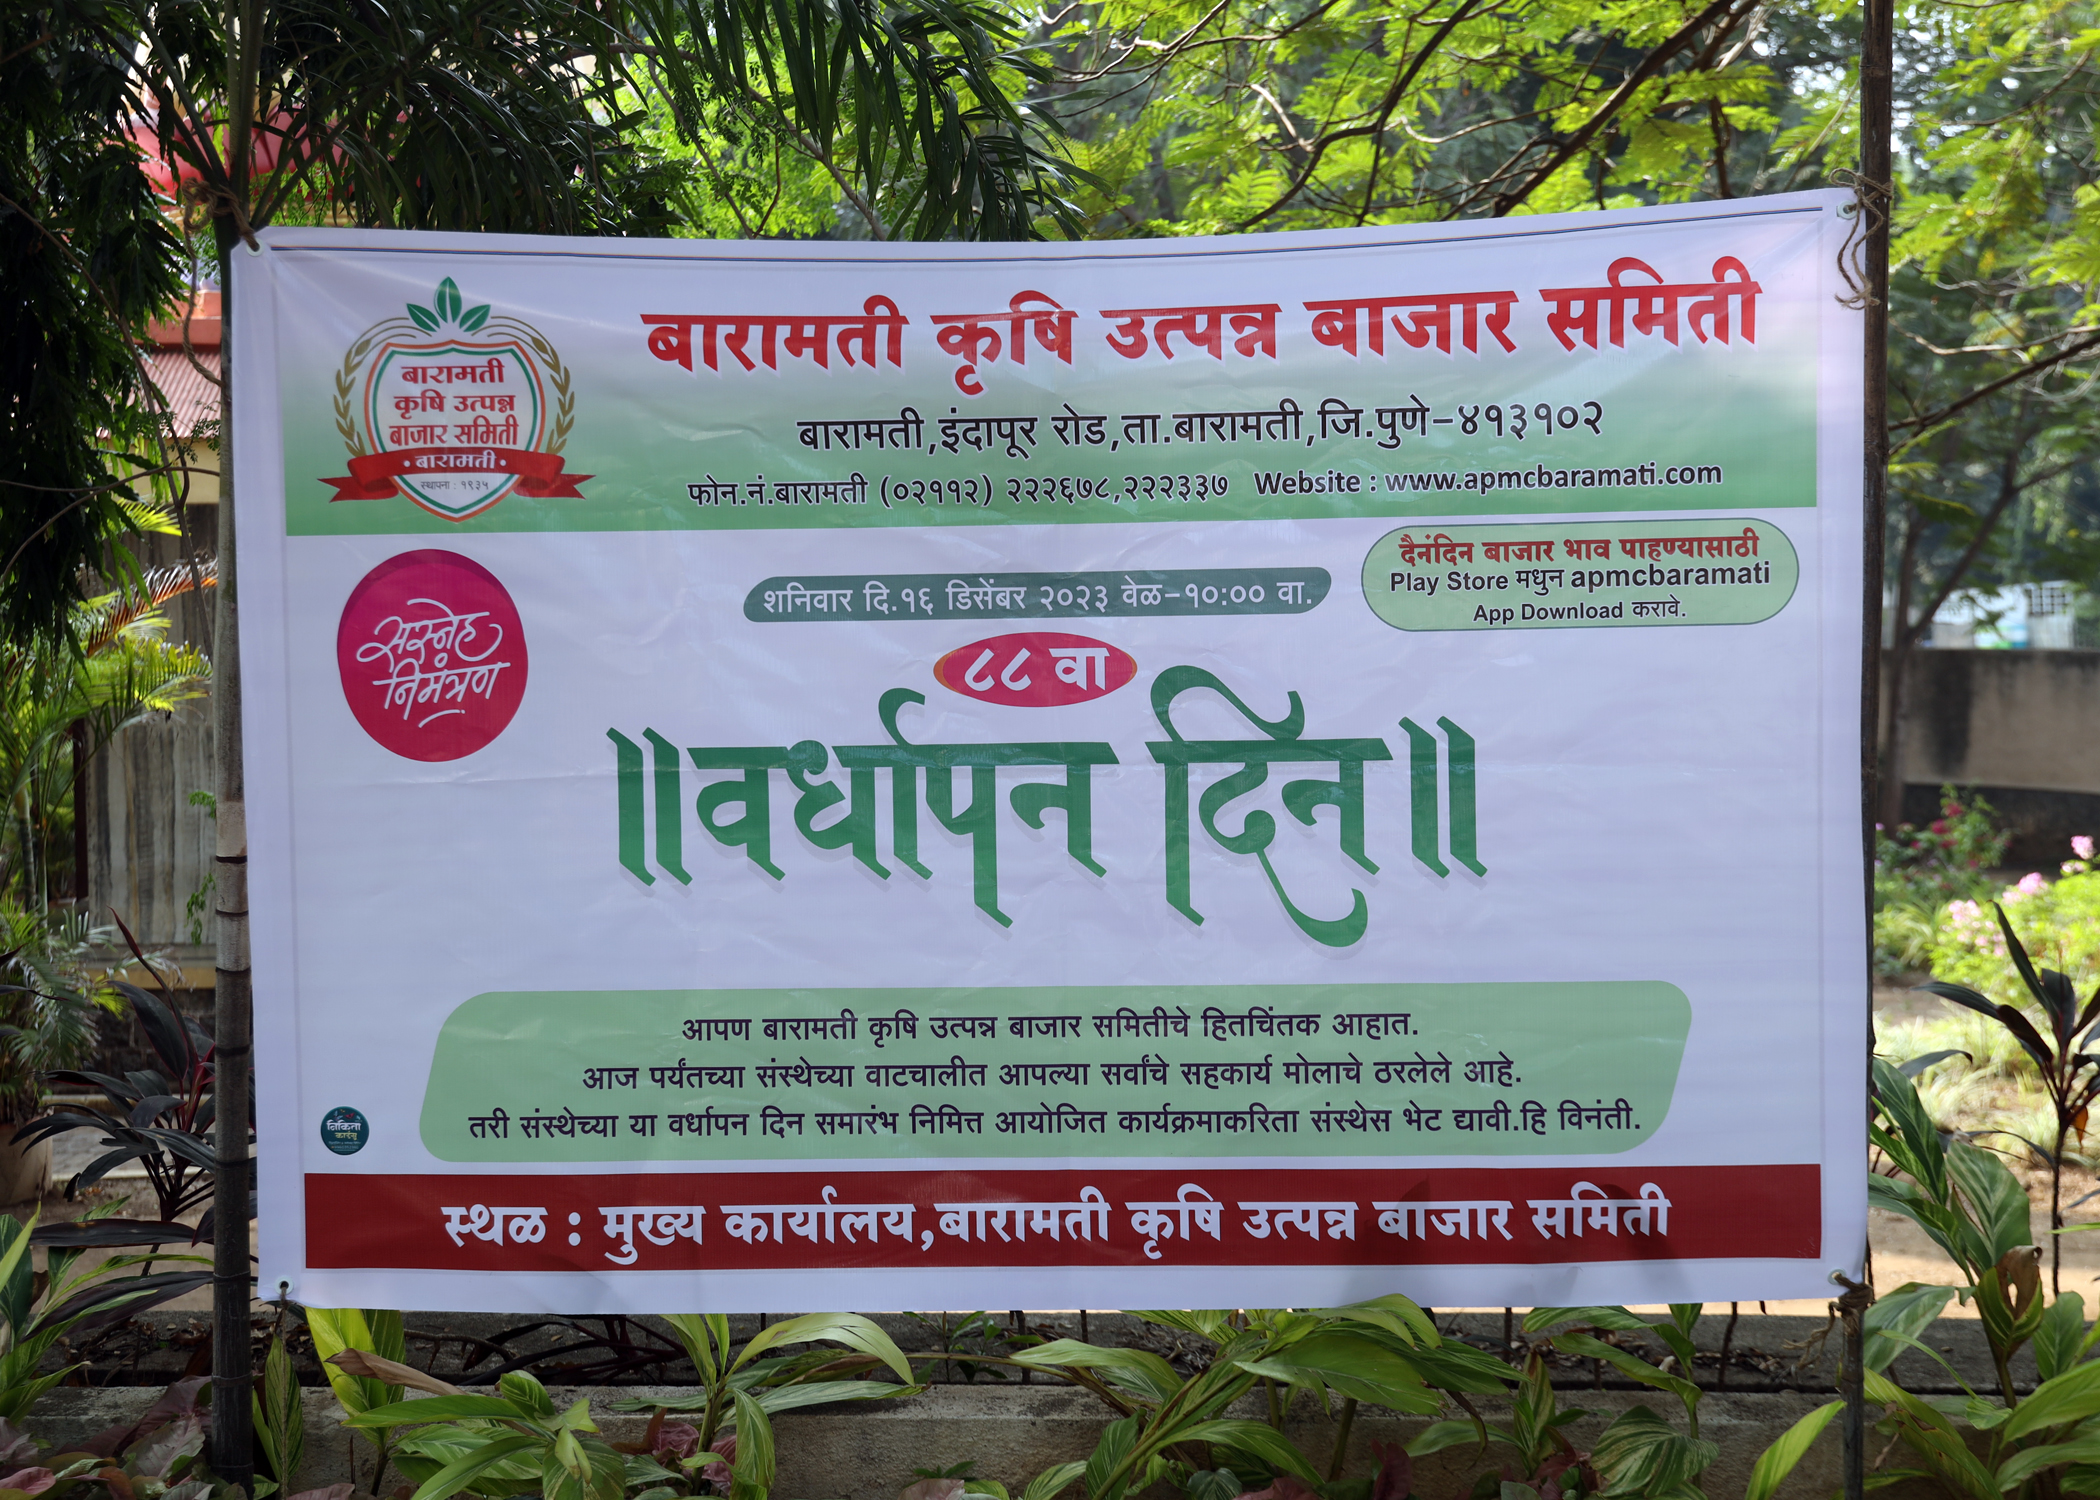 बारामती
कृषि उत्पन्न
बाजार समिती
• बारामती •
स्थापना : १९३५
बारामती कृषि उत्पन्न बाजार समिती
बारामती,इंदापूर रोड,ता.बारामती,जि.पुणे-४१३१०२
फोन.नं.बारामती (०२११२) २२२६७८,२२२३३७ Website : www.apmcbaramati.com
सस्नेह
निमंत्रण
शनिवार दि.१६ डिसेंबर २०२३ वेळ-१०:०० वा.
दैनंदिन बाजार भाव पाहण्यासाठी
Play Store मधुन apmcbaramati
App Download करावे.
८८ वा
॥वर्धापन दिन॥
आपण बारामती कृषि उत्पन्न बाजार समितीचे हितचिंतक आहात.
आज पर्यंतच्या संस्थेच्या वाटचालीत आपल्या सर्वांचे सहकार्य मोलाचे ठरलेले आहे.
तरी संस्थेच्या या वर्धापन दिन समारंभ निमित्त आयोजित कार्यक्रमाकरिता संस्थेस भेट द्यावी.हि विनंती.
निकिता
स्थळ : मुख्य कार्यालय,बारामती कृषि उत्पन्न बाजार समिती